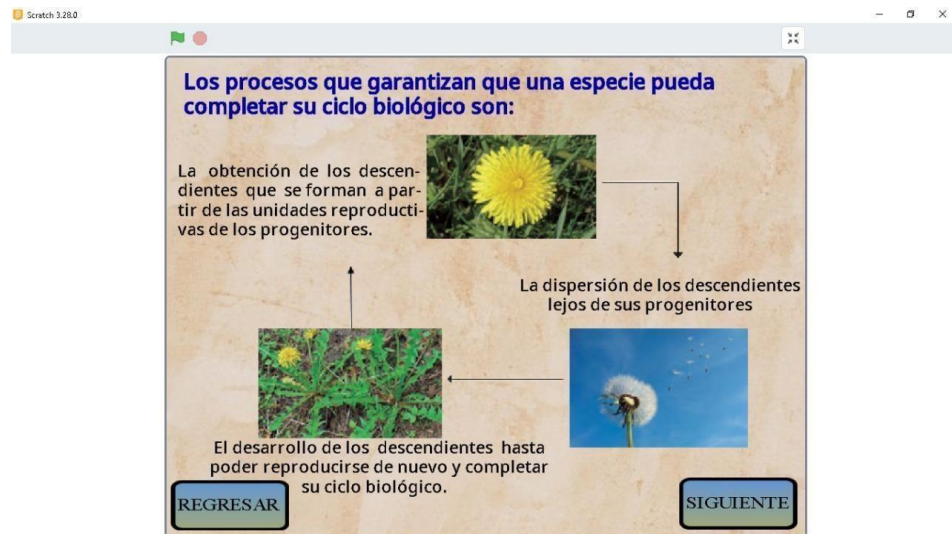 Scratch 3.28.0
Los procesos que garantizan que una especie pueda
completar su ciclo biológico son:
La obtención de los descen-
dientes que se forman a par-
tir de las unidades reproducti-
vas de los progenitores.
La dispersión de los descendientes
lejos de sus progenitores
El desarrollo de los descendientes hasta
poder reproducirse de nuevo y completar
su ciclo biológico.
REGRESAR
SIGUIENTE